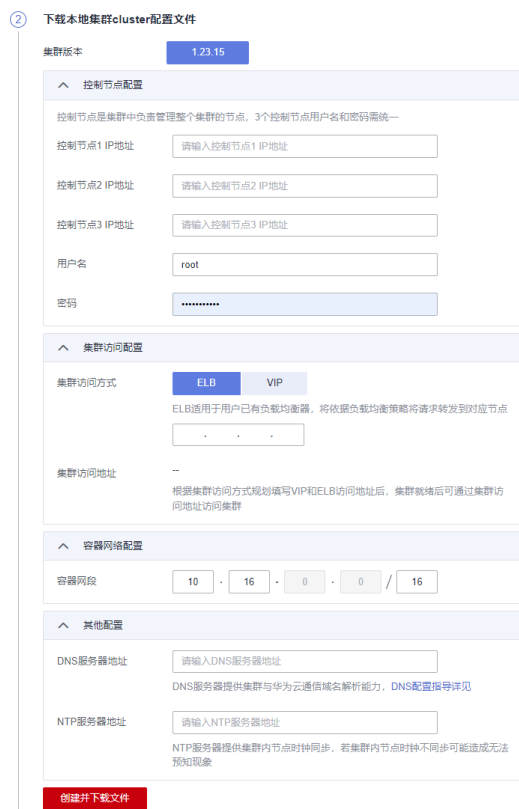 2 下载本地集群cluster配置文件
集群版本 1.23.15
控制节点配置
控制节点是集群中负责管理整个集群的节点，3个控制节点用户名和密码需统一
控制节点1 IP地址 请输入控制节点1 IP地址
控制节点2 IP地址 请输入控制节点2 IP地址
控制节点3 IP地址 请输入控制节点3 IP地址
用户名 root
密码 •••••••••••
集群访问配置
集群访问方式 ELB VIP
ELB适用于用户已有负载均衡器，将依据负载均衡策略将请求转发到对应节点
. . .
集群访问地址 --
根据集群访问方式规划填写VIP和ELB访问地址后，集群就绪后可通过集群访
问地址访问集群
容器网络配置
容器网段 10 . 16 . 0 . 0 / 16
其他配置
DNS服务器地址 请输入DNS服务器地址
DNS服务器提供集群与华为云通信域名解析能力，DNS配置指导详见
NTP服务器地址 请输入NTP服务器地址
NTP服务器提供集群内节点时钟同步，若集群内节点时钟不同步可能造成无法
预知现象
创建并下载文件